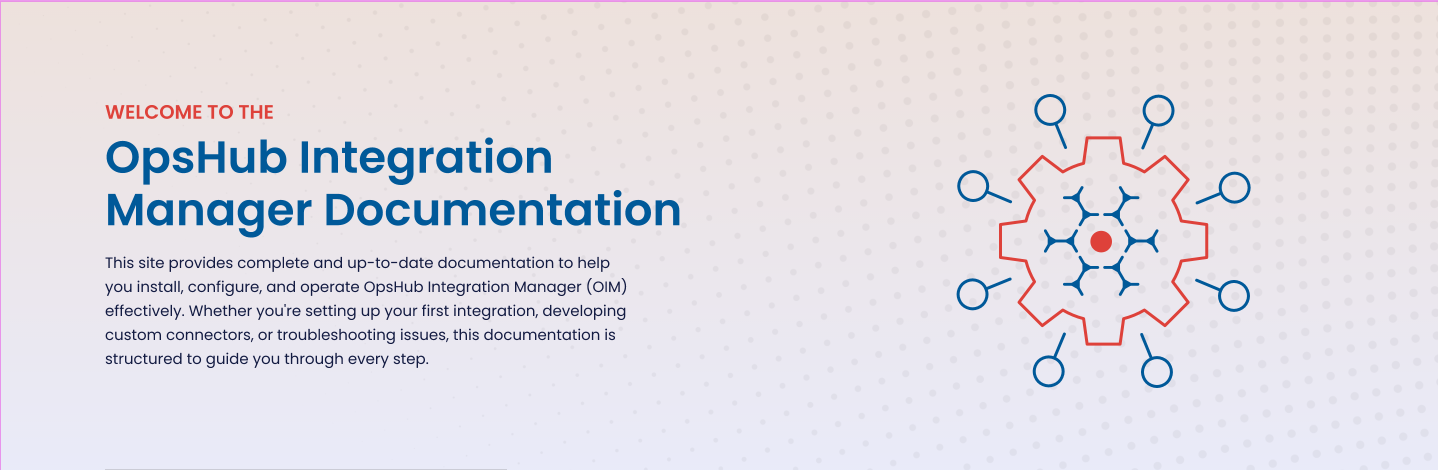 WELCOME TO THE
OpsHub Integration
Manager Documentation
This site provides complete and up-to-date documentation to help
you install, configure, and operate OpsHub Integration Manager (OIM)
effectively. Whether you're setting up your first integration, developing
custom connectors, or troubleshooting issues, this documentation is
structured to guide you through every step.